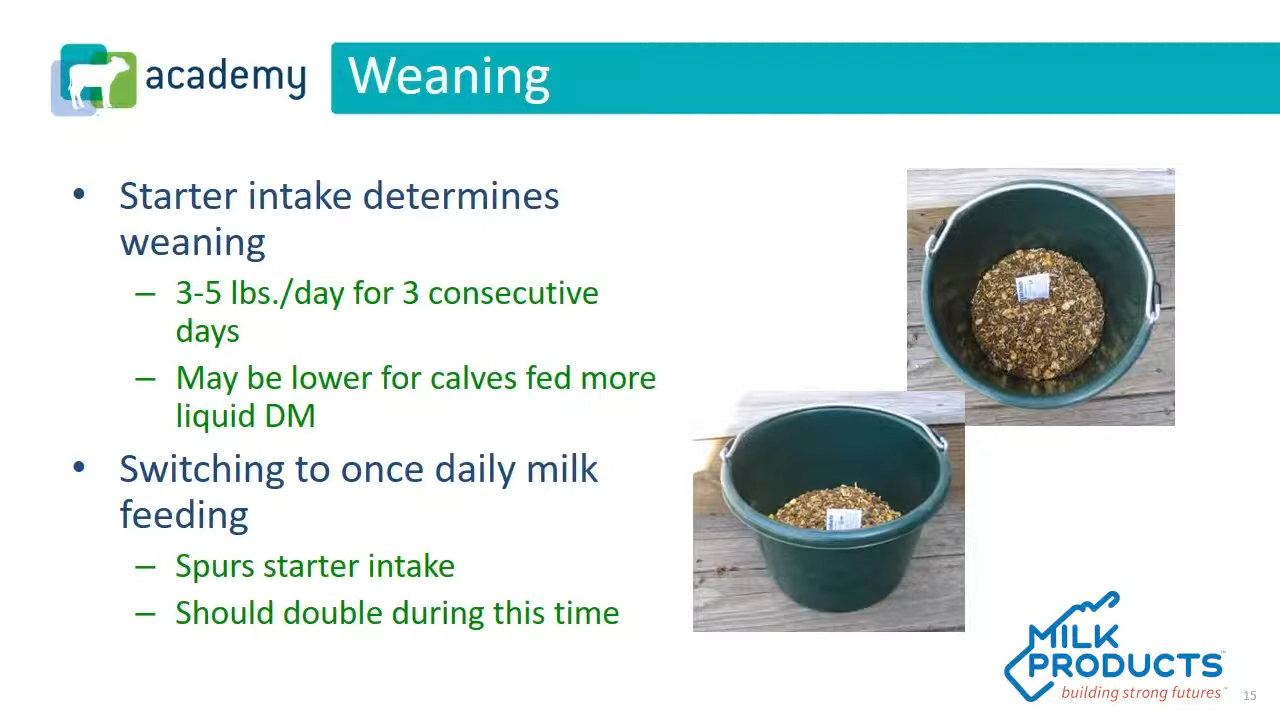 academy
Weaning
• Starter intake determines
weaning
– 3-5 lbs./day for 3 consecutive
days
– May be lower for calves fed more
liquid DM
• Switching to once daily milk
feeding
– Spurs starter intake
– Should double during this time
MILK
PRODUCTS™
building strong futures™
15